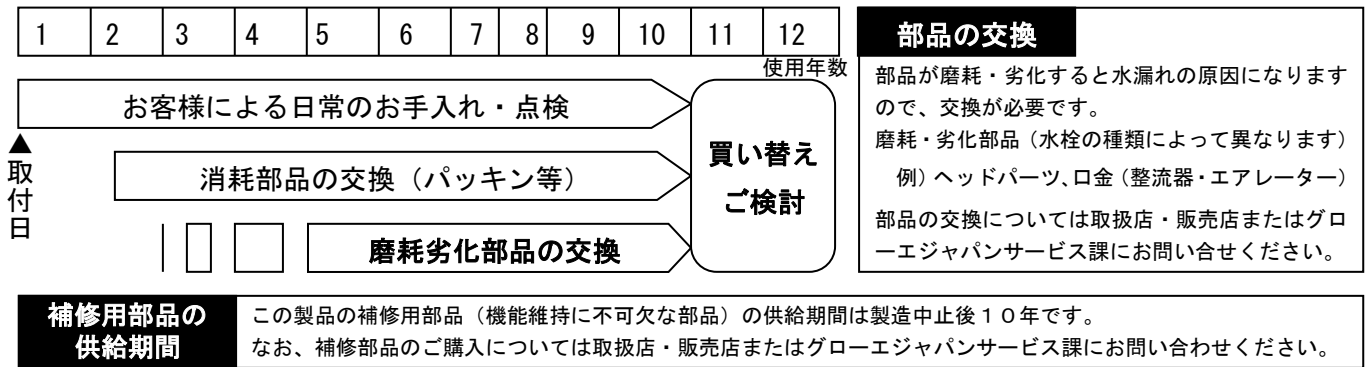 1 2 3 4 5 6 7 8 9 10 11 12
使用年数
お客様による日常のお手入れ・点検
▲
取付日
消耗部品の交換（パッキン等）
磨耗劣化部品の交換
買い替え
ご検討
部品の交換
部品が磨耗・劣化すると水漏れの原因になります
ので、交換が必要です。
磨耗・劣化部品（水栓の種類によって異なります）
例）ヘッドパーツ、口金（整流器・エアレーター）
部品の交換については取扱店・販売店またはグロ
ーエジャパンサービス課にお問い合せください。
補修用部品の
供給期間
この製品の補修用部品（機能維持に不可欠な部品）の供給期間は製造中止後１０年です。
なお、補修部品のご購入については取扱店・販売店またはグローエジャパンサービス課にお問い合わせください。